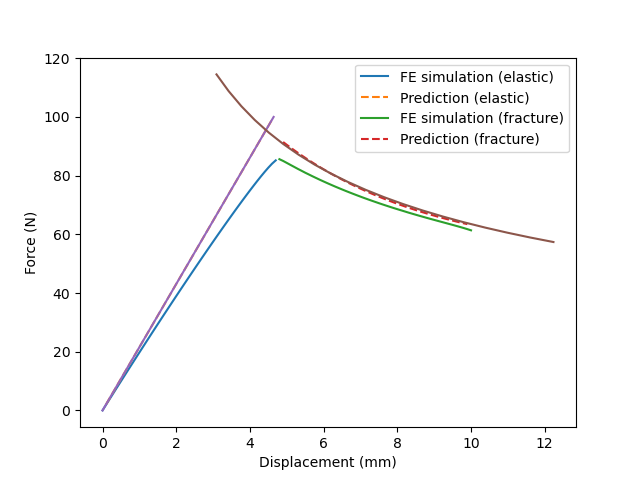 120
100
80
60
40
20
0
Force (N)
0 2 4 6 8 10 12
Displacement (mm)
FE simulation (elastic)
Prediction (elastic)
FE simulation (fracture)
Prediction (fracture)